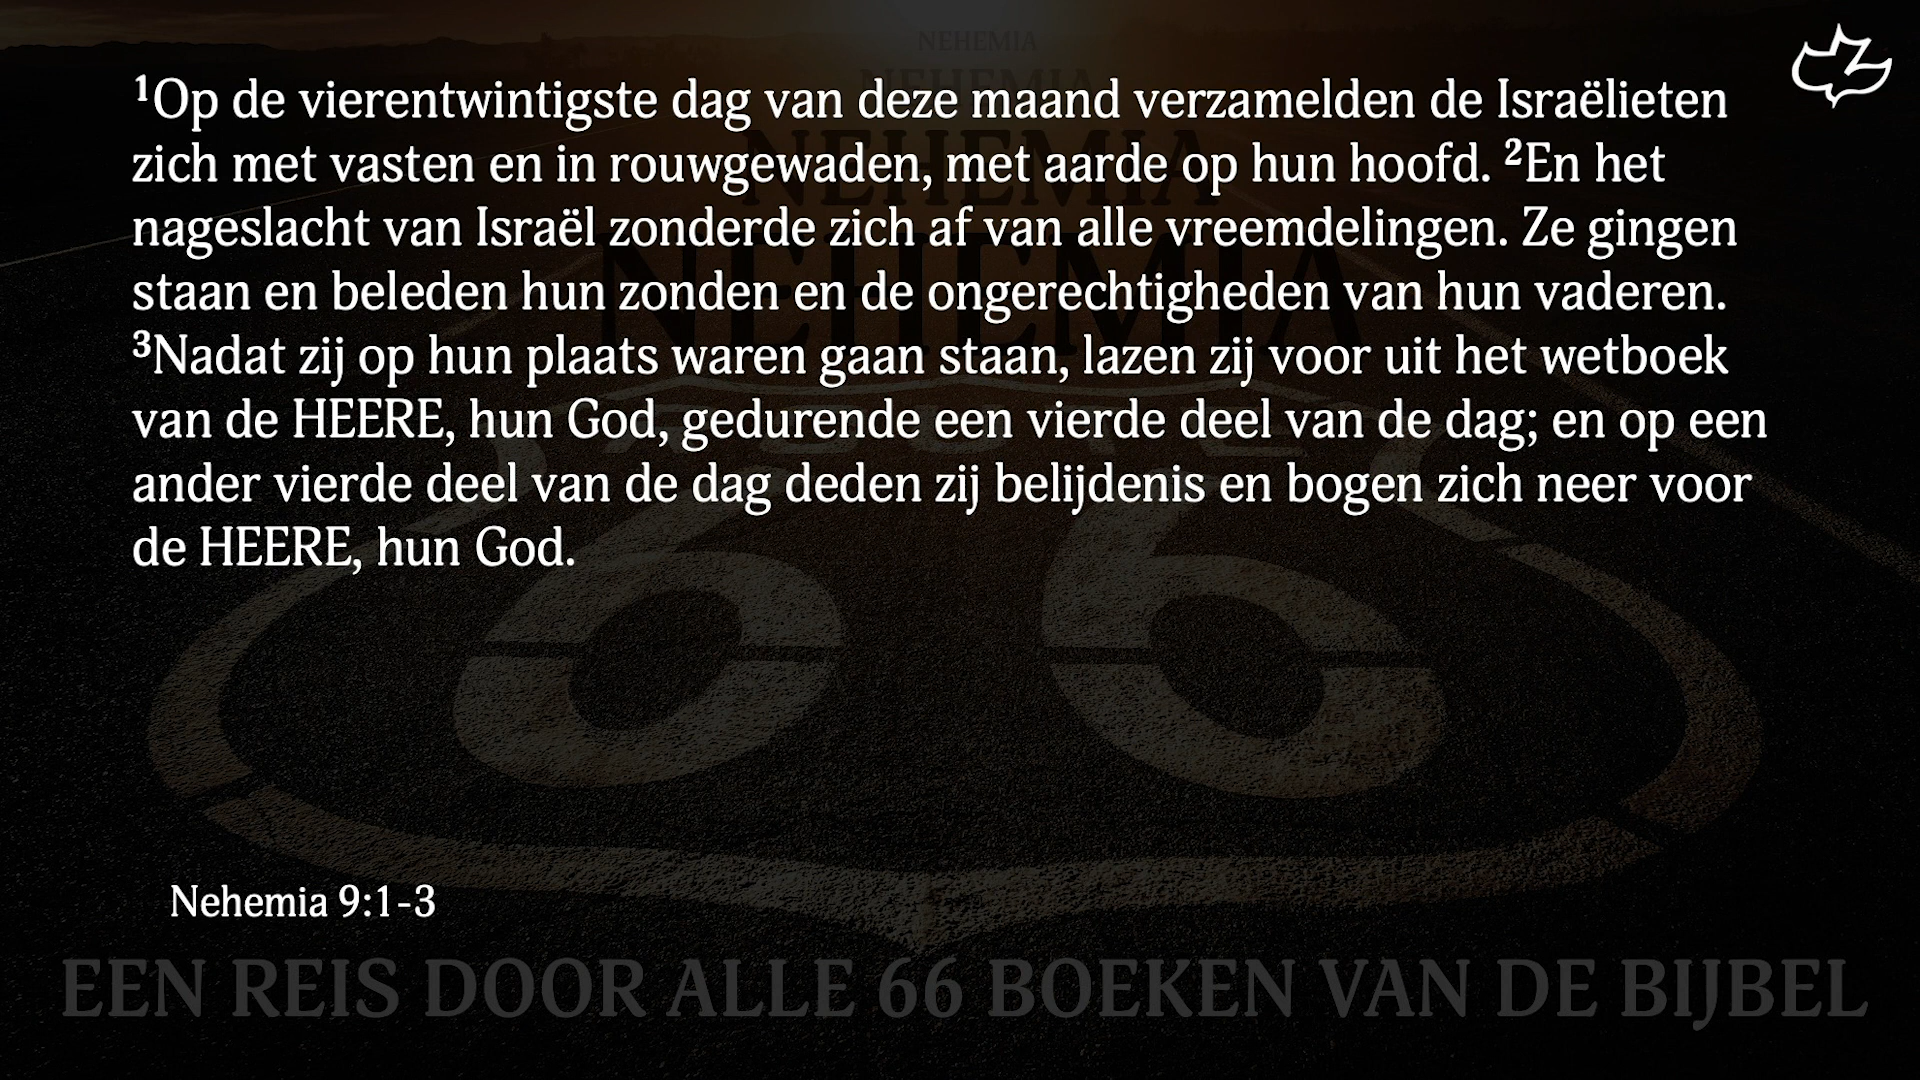 NEHEMIA
NEHEMIA
NEHEMIA
NEHEMIA
¹Op de vierentwintigste dag van deze maand verzamelden de Israëlieten
zich met vasten en in rouwgewaden, met aarde op hun hoofd. ²En het
nageslacht van Israël zonderde zich af van alle vreemdelingen. Ze gingen
staan en beleden hun zonden en de ongerechtigheden van hun vaderen.
³Nadat zij op hun plaats waren gaan staan, lazen zij voor uit het wetboek
van de HEERE, hun God, gedurende een vierde deel van de dag; en op een
ander vierde deel van de dag deden zij belijdenis en bogen zich neer voor
de HEERE, hun God.
66
Nehemia 9:1-3
EEN REIS DOOR ALLE 66 BOEKEN VAN DE BIJBEL